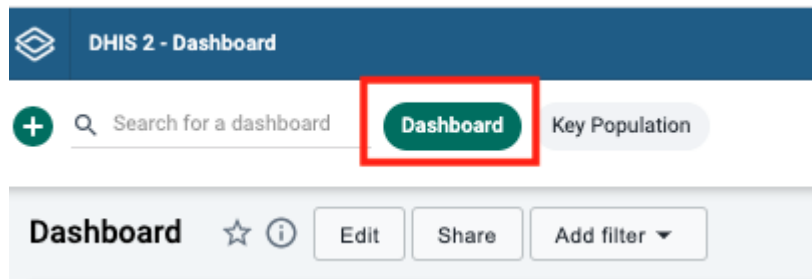 DHIS 2 - Dashboard
Search for a dashboard Dashboard Key Population
Dashboard Edit Share Add filter